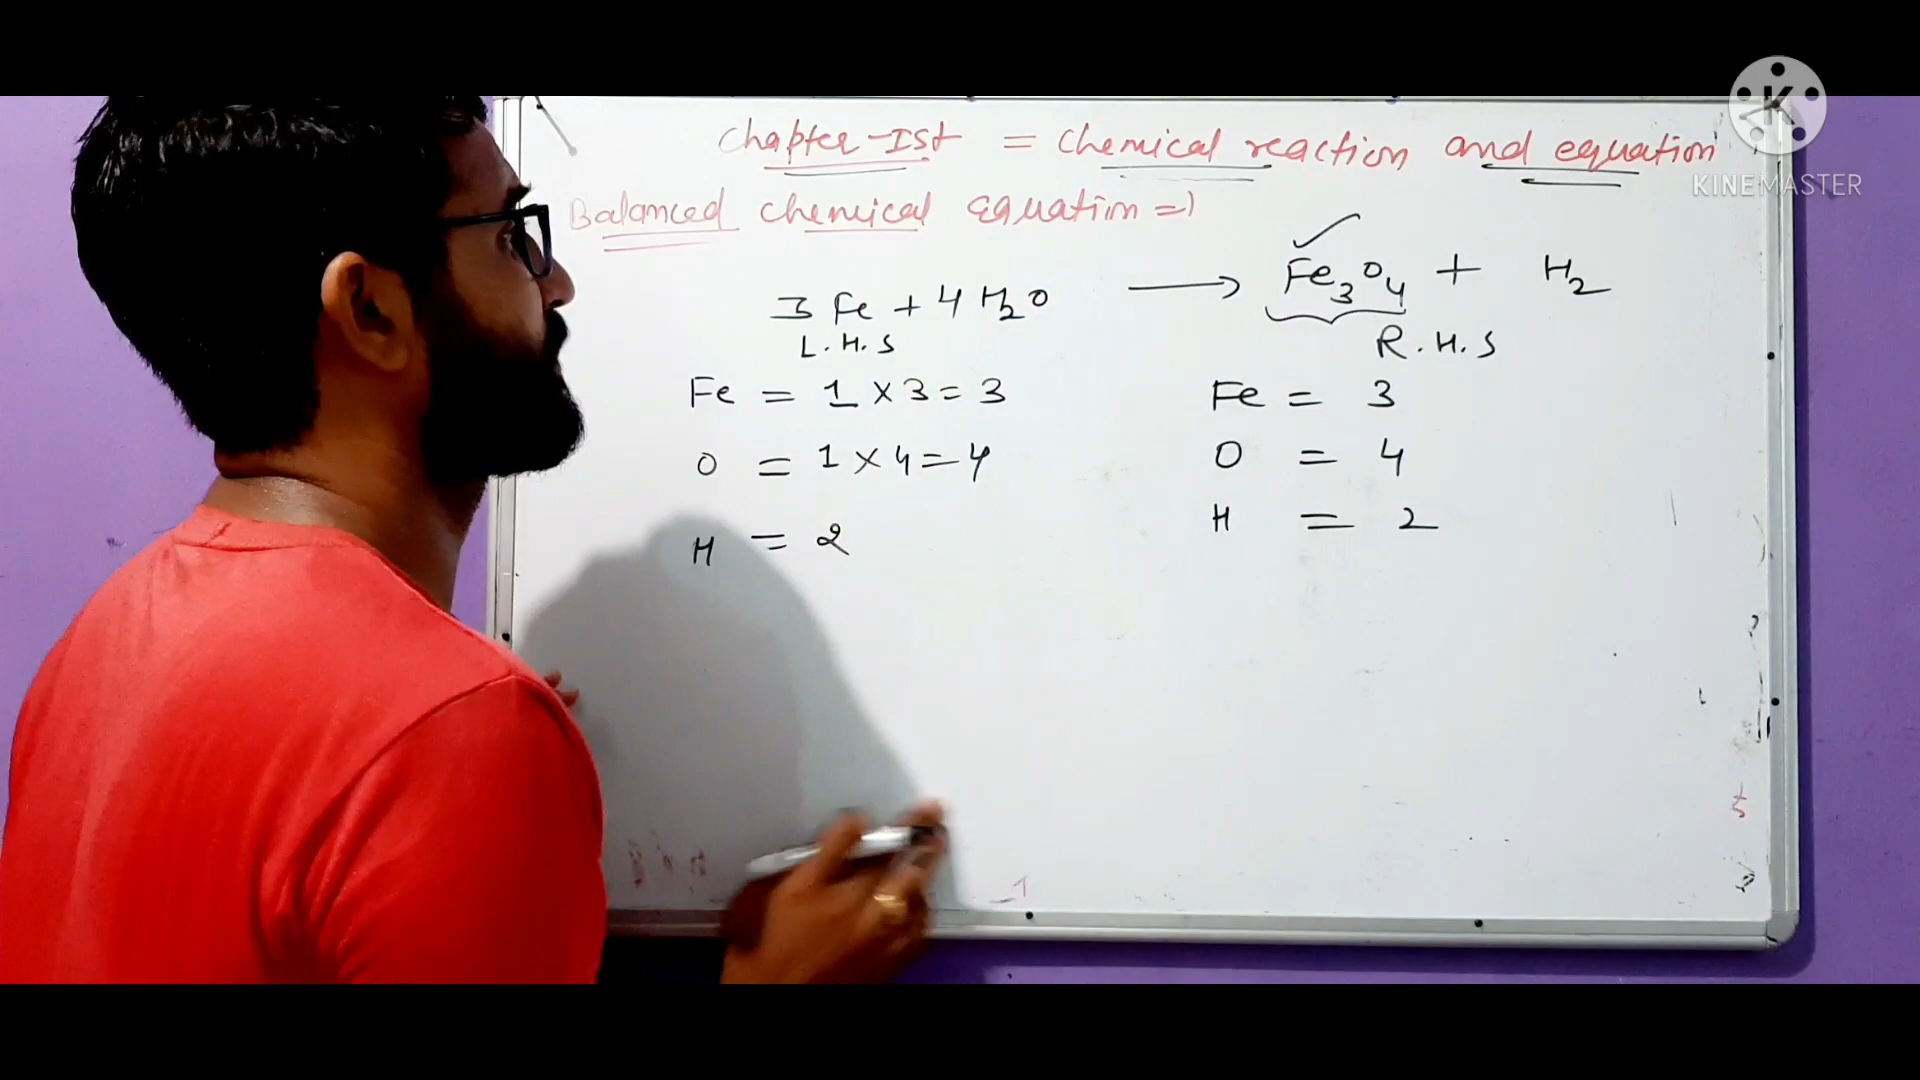 Chapter-Ist = Chemical reaction and equation
KINEMASTER
Balanced chemical equation =)
3 Fe + 4 H2O ⟶ Fe3O4 + H2
L.H.S R.H.S
Fe = 1 × 3 = 3 Fe = 3
O = 1 × 4 = 4 O = 4
H = 2 H = 2